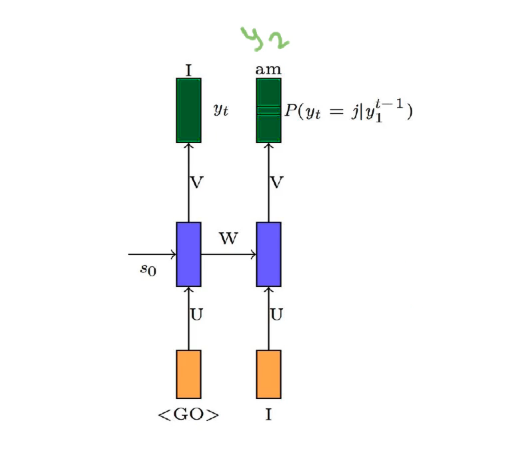 y2
I am
y_t P(y_t = j|y_1^{t-1})
V V
W
s_0
U U
<GO> I